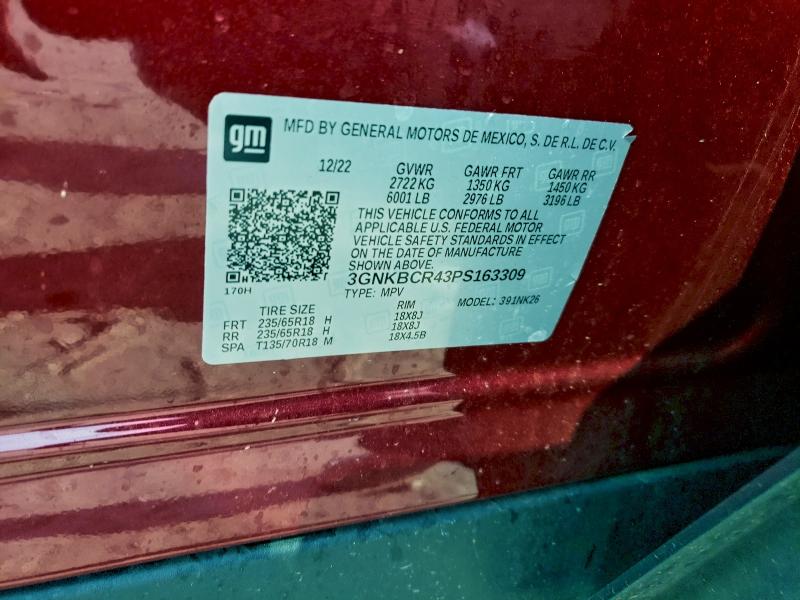 gm
MFD BY GENERAL MOTORS DE MEXICO, S. DE R.L. DE C.V.
12/22 GVWR GAWR FRT GAWR RR
2722 KG 1350 KG 1450 KG
6001 LB 2976 LB 3196 LB
THIS VEHICLE CONFORMS TO ALL
APPLICABLE U.S. FEDERAL MOTOR
VEHICLE SAFETY STANDARDS IN EFFECT
ON THE DATE OF MANUFACTURE
SHOWN ABOVE.
3GNKBCR43PS163309
170H
TYPE: MPV MODEL: 391NK26
TIRE SIZE RIM
FRT 235/65R18 H 18X8J
RR 235/65R18 H 18X8J
SPA T135/70R18 M 18X4.5B